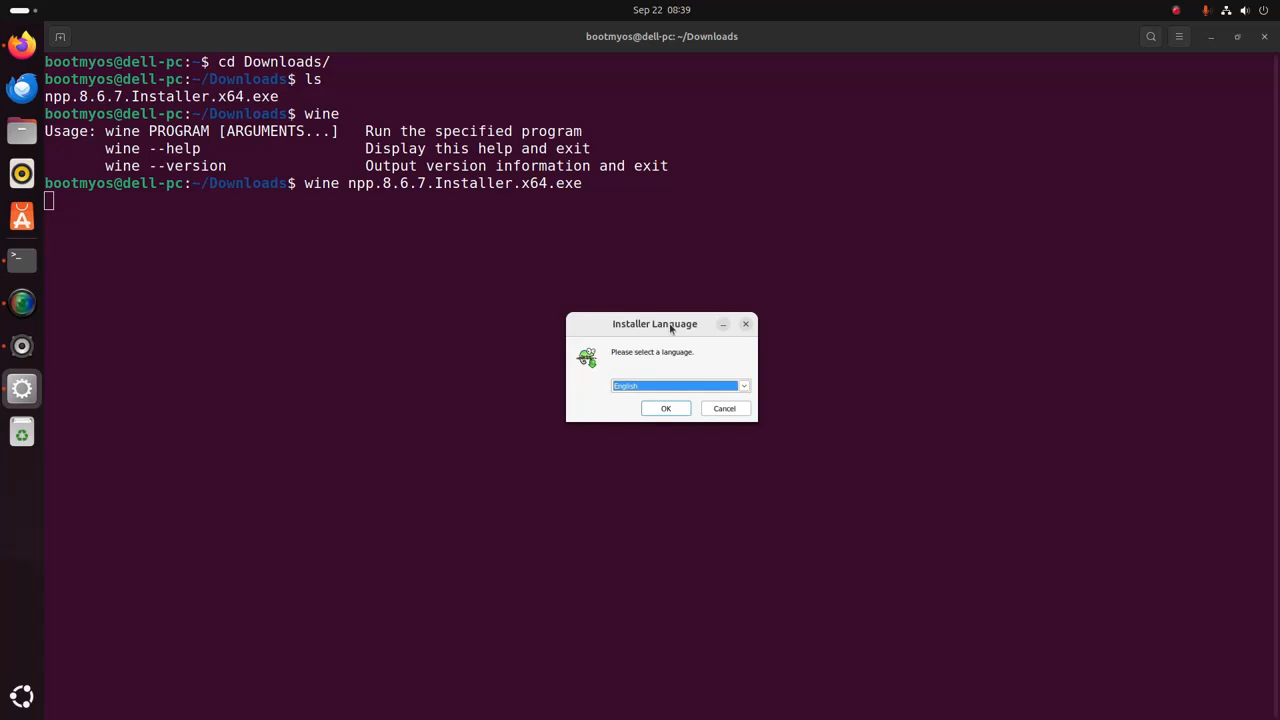 Sep 22 08:39
bootmyos@dell-pc: ~/Downloads
bootmyos@dell-pc:~$ cd Downloads/
bootmyos@dell-pc:~/Downloads$ ls
npp.8.6.7.Installer.x64.exe
bootmyos@dell-pc:~/Downloads$ wine
Usage: wine PROGRAM [ARGUMENTS...]   Run the specified program
       wine --help                   Display this help and exit
       wine --version                Output version information and exit
bootmyos@dell-pc:~/Downloads$ wine npp.8.6.7.Installer.x64.exe
Installer Language
Please select a language.
English
OK Cancel